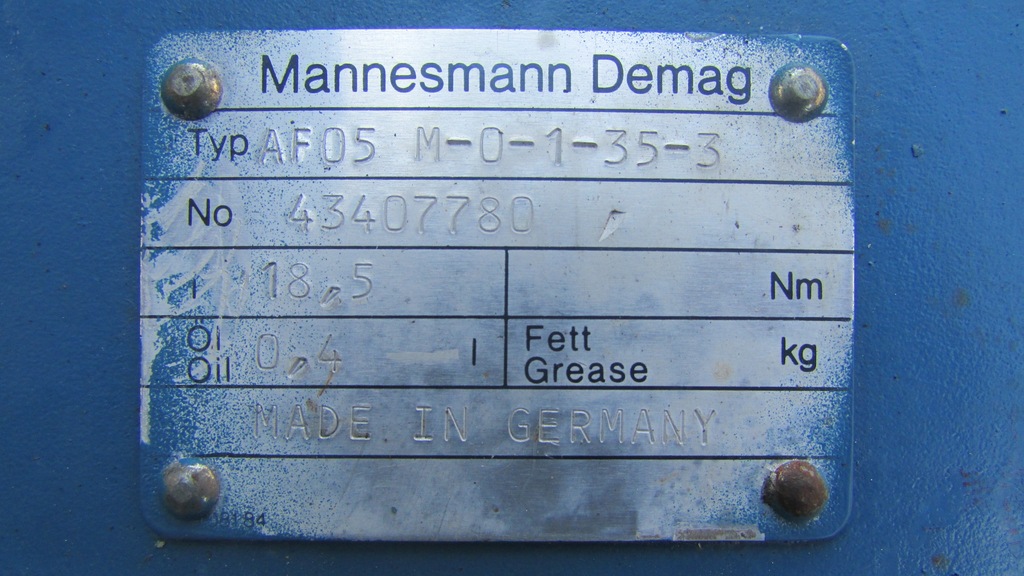 Mannesmann Demag
Typ AF05 M-0-1-35-3
No 43407780
i 18,5 Nm
Öl Oil 0,4 l Fett Grease kg
MADE IN GERMANY